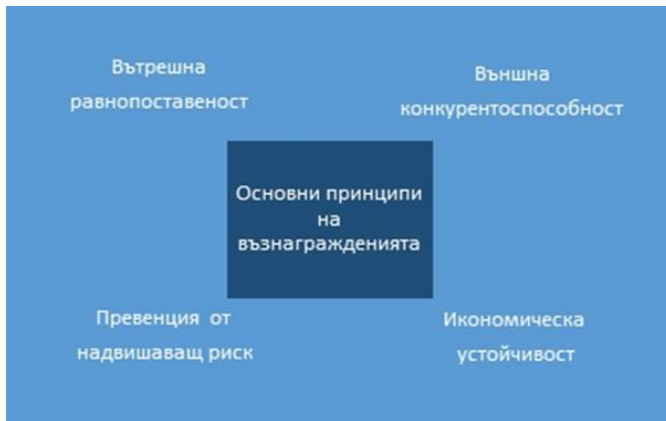 Вътрешна
равнопоставеност
Външна
конкурентоспособност
Основни принципи
на
възнагражденията
Превенция от
надвишаващ риск
Икономическа
устойчивост